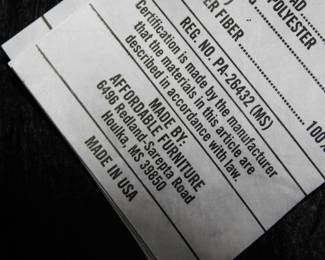 AD
POLYESTER
ER FIBER
100%
REG. NO. PA-26432 (MS)
Certification is made by the manufacturer
that the materials in this article are
described in accordance with law.
MADE BY:
AFFORDABLE FURNITURE
6496 Redland-Sarepta Road
Houlka, MS 39850
MADE IN USA